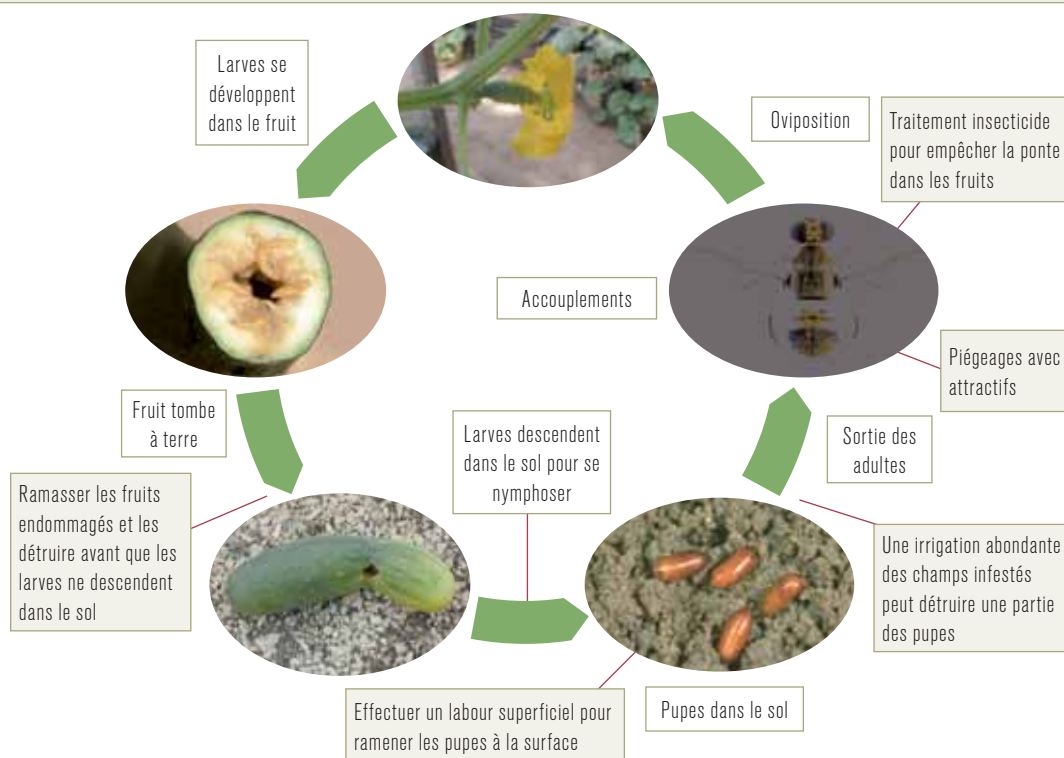 Larves se
développent
dans le fruit
Oviposition
Traitement insecticide
pour empêcher la ponte
dans les fruits
Accouplements
Piégeages avec
attractifs
Fruit tombe
à terre
Larves descendent
dans le sol pour se
nymphoser
Sortie des
adultes
Ramasser les fruits
endommagés et les
détruire avant que les
larves ne descendent
dans le sol
Une irrigation abondante
des champs infestés
peut détruire une partie
des pupes
Effectuer un labour superficiel pour
ramener les pupes à la surface
Pupes dans le sol